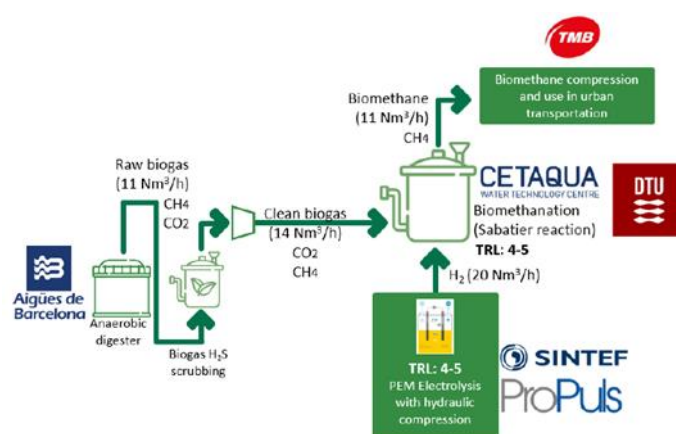 TMB
Biomethane compression
and use in urban
transportation
Biomethane
(11 Nm³/h)
CH4
Raw biogas
(11 Nm³/h)
CH4
CO2
CETAQUA
WATER TECHNOLOGY CENTRE
DTU
Biomethanation
(Sabatier reaction)
TRL: 4-5
Clean biogas
(14 Nm³/h)
CO2
CH4
H₂ (20 Nm³/h)
Aigües de
Barcelona
Anaerobic
digester
Biogas H₂S
scrubbing
TRL: 4-5
PEM Electrolysis
with hydraulic
compression
SINTEF
ProPuls